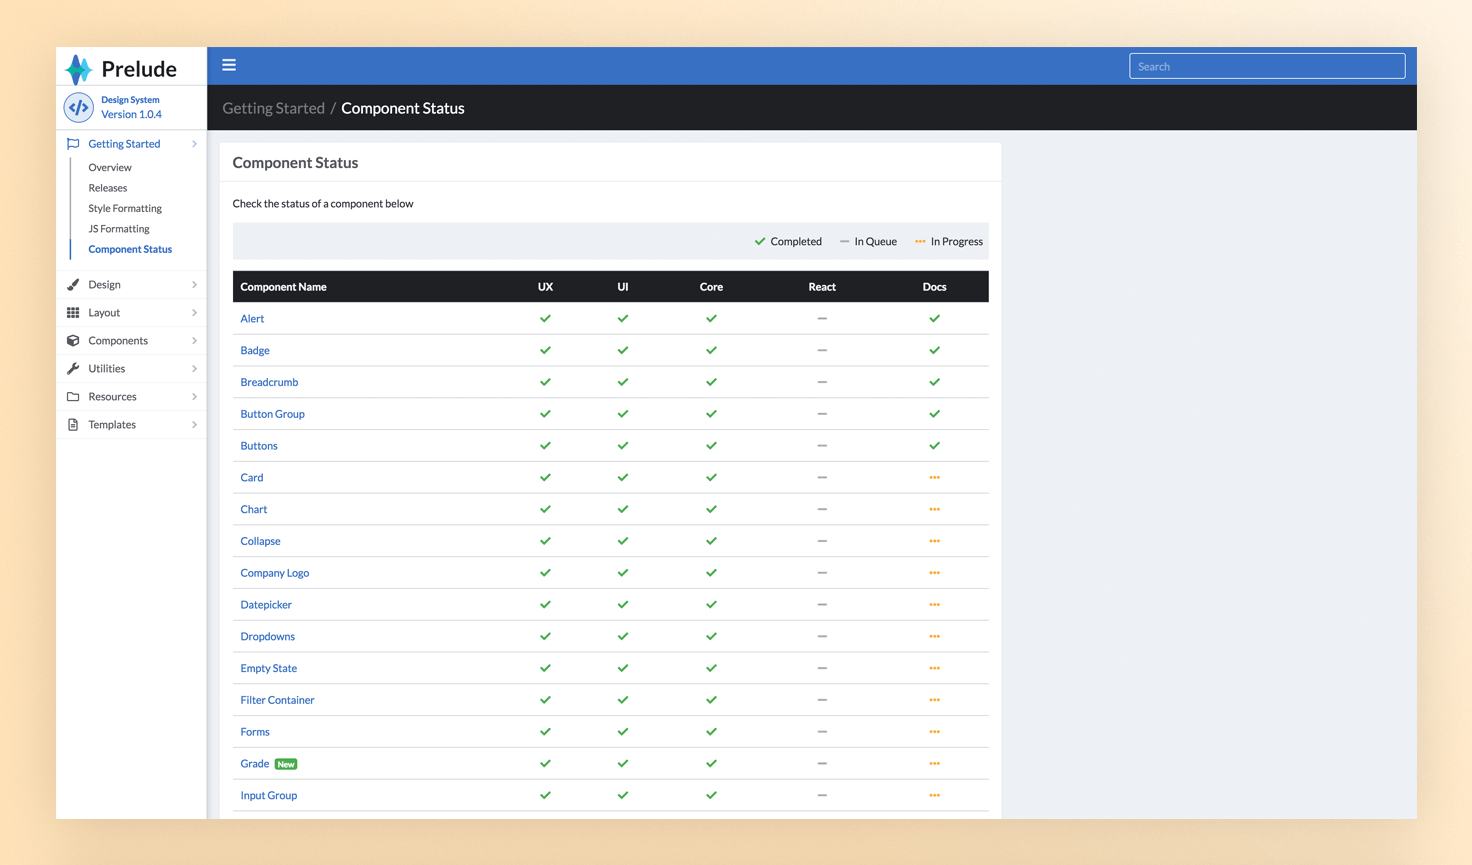 Prelude
Search
Design System
Version 1.0.4
Getting Started / Component Status
Getting Started
Overview
Releases
Style Formatting
JS Formatting
Component Status
Design
Layout
Components
Utilities
Resources
Templates
Component Status
Check the status of a component below
Completed In Queue In Progress
Component Name UX UI Core React Docs
Alert
Badge
Breadcrumb
Button Group
Buttons
Card
Chart
Collapse
Company Logo
Datepicker
Dropdowns
Empty State
Filter Container
Forms
Grade New
Input Group